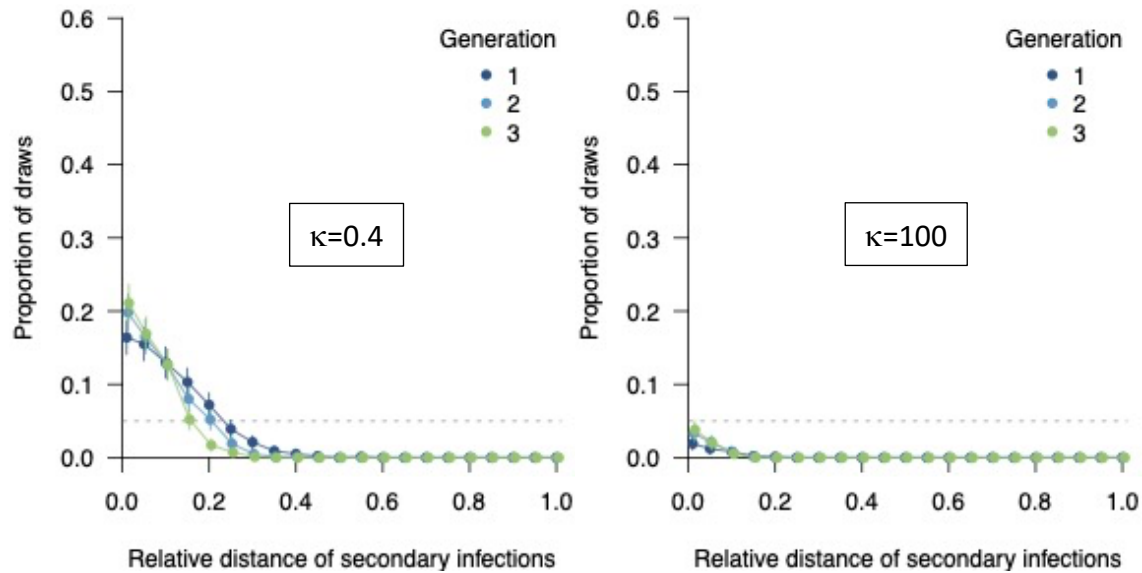 0.6
0.5
0.4
0.3
0.2
0.1
0.0
Proportion of draws
Generation
1
2
3
κ=0.4
0.0 0.2 0.4 0.6 0.8 1.0
Relative distance of secondary infections
0.6
0.5
0.4
0.3
0.2
0.1
0.0
Proportion of draws
Generation
1
2
3
κ=100
0.0 0.2 0.4 0.6 0.8 1.0
Relative distance of secondary infections